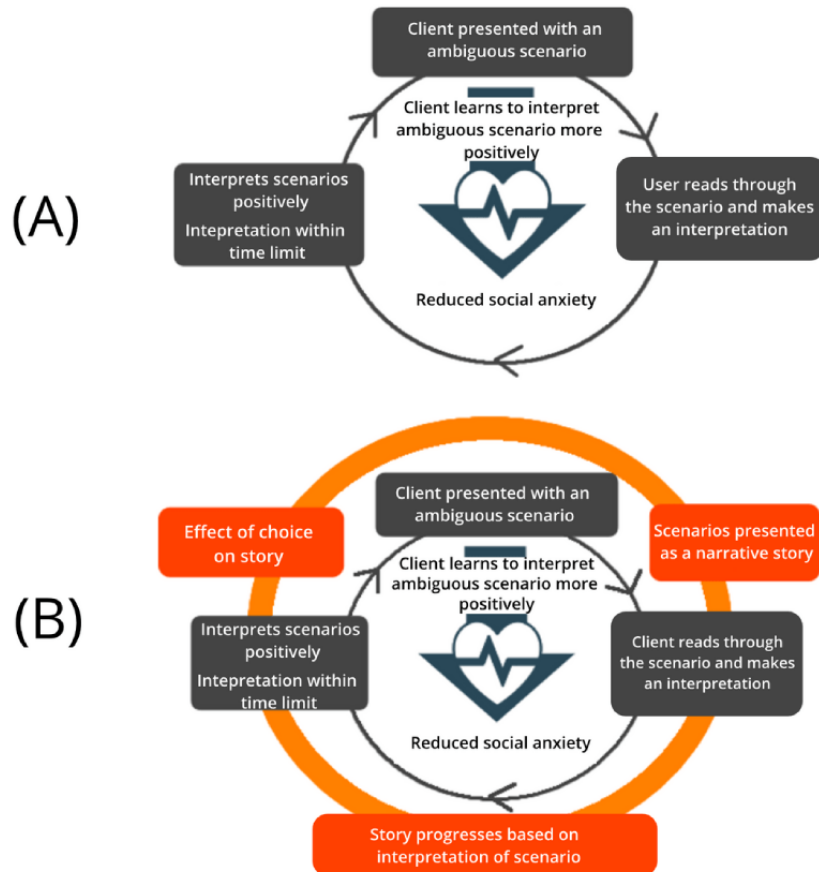 (A)
Client presented with an
ambiguous scenario
Client learns to interpret
ambiguous scenario more
positively
Interprets scenarios
positively
Intepretation within
time limit
User reads through
the scenario and makes
an interpretation
Reduced social anxiety
(B)
Client presented with an
ambiguous scenario
Effect of choice
on story
Scenarios presented
as a narrative story
Client learns to interpret
ambiguous scenario more
positively
Interprets scenarios
positively
Intepretation within
time limit
Client reads through
the scenario and makes
an interpretation
Reduced social anxiety
Story progresses based on
interpretation of scenario